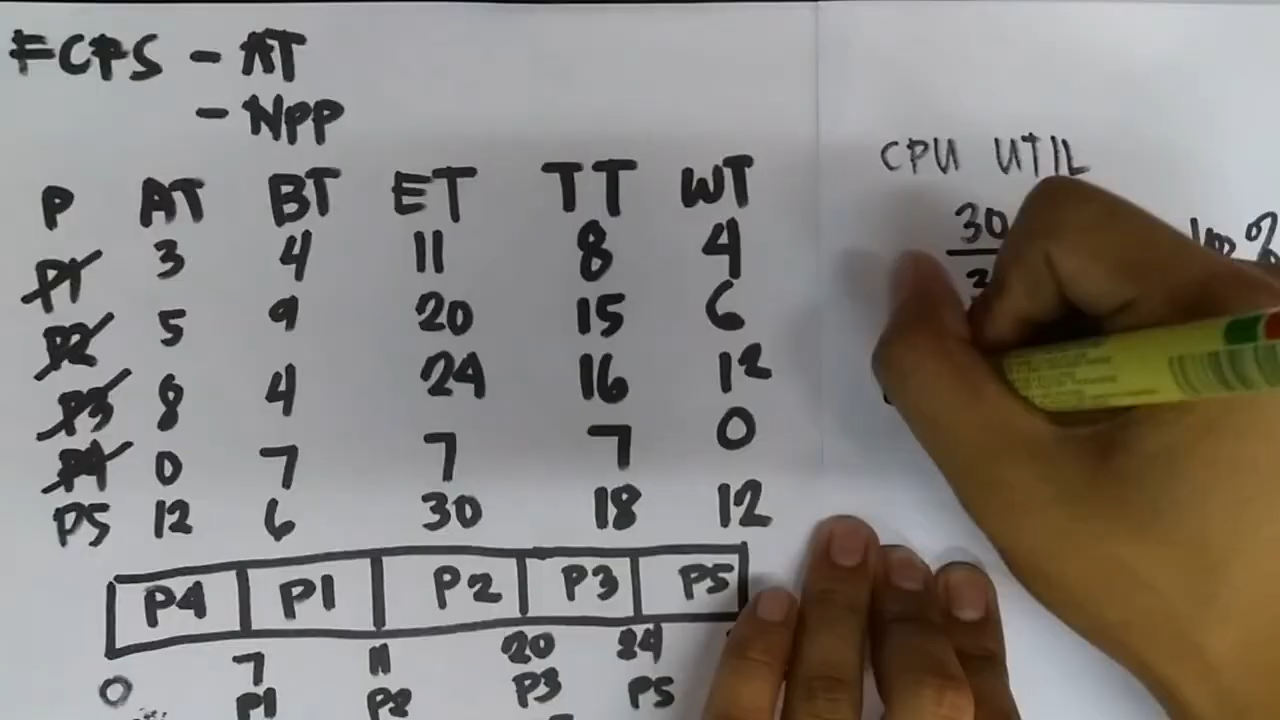 FCFS - AT
- NPP
P AT BT ET TT WT
P1 3 4 11 8 4
P2 5 9 20 15 6
P3 8 4 24 16 12
P4 0 7 7 7 0
P5 12 6 30 18 12
P4 P1 P2 P3 P5
0 7 11 20 24
P1 P2 P3 P5
CPU UTIL
30
100%